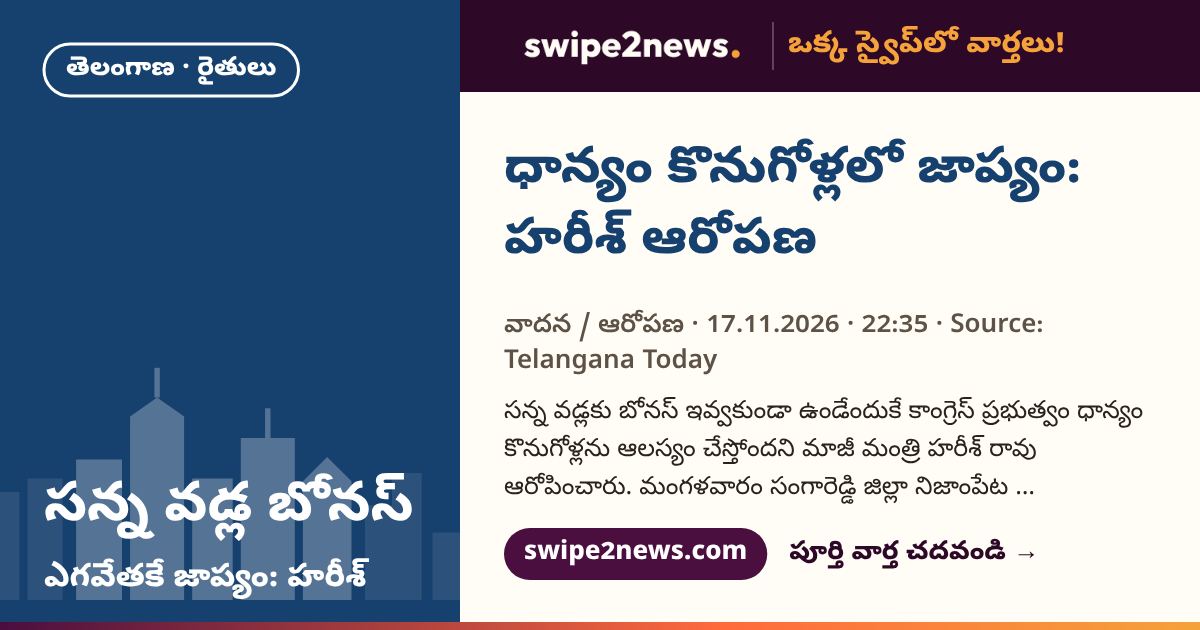 తెలంగాణ · రైతులు
సన్న వడ్ల బోనస్
ఎగవేతకే జాప్యం: హరీశ్
swipe2news.
ఒక్క స్వైప్‌లో వార్తలు!
ధాన్యం కొనుగోళ్లలో జాప్యం:
హరీశ్ ఆరోపణ
వాదన / ఆరోపణ · 17.11.2026 · 22:35 · Source:
Telangana Today
సన్న వడ్లకు బోనస్ ఇవ్వకుండా ఉండేందుకే కాంగ్రెస్ ప్రభుత్వం ధాన్యం
కొనుగోళ్లను ఆలస్యం చేస్తోందని మాజీ మంత్రి హరీశ్ రావు
ఆరోపించారు. మంగళవారం సంగారెడ్డి జిల్లా నిజాంపేట ...
swipe2news.com
పూర్తి వార్త చదవండి →